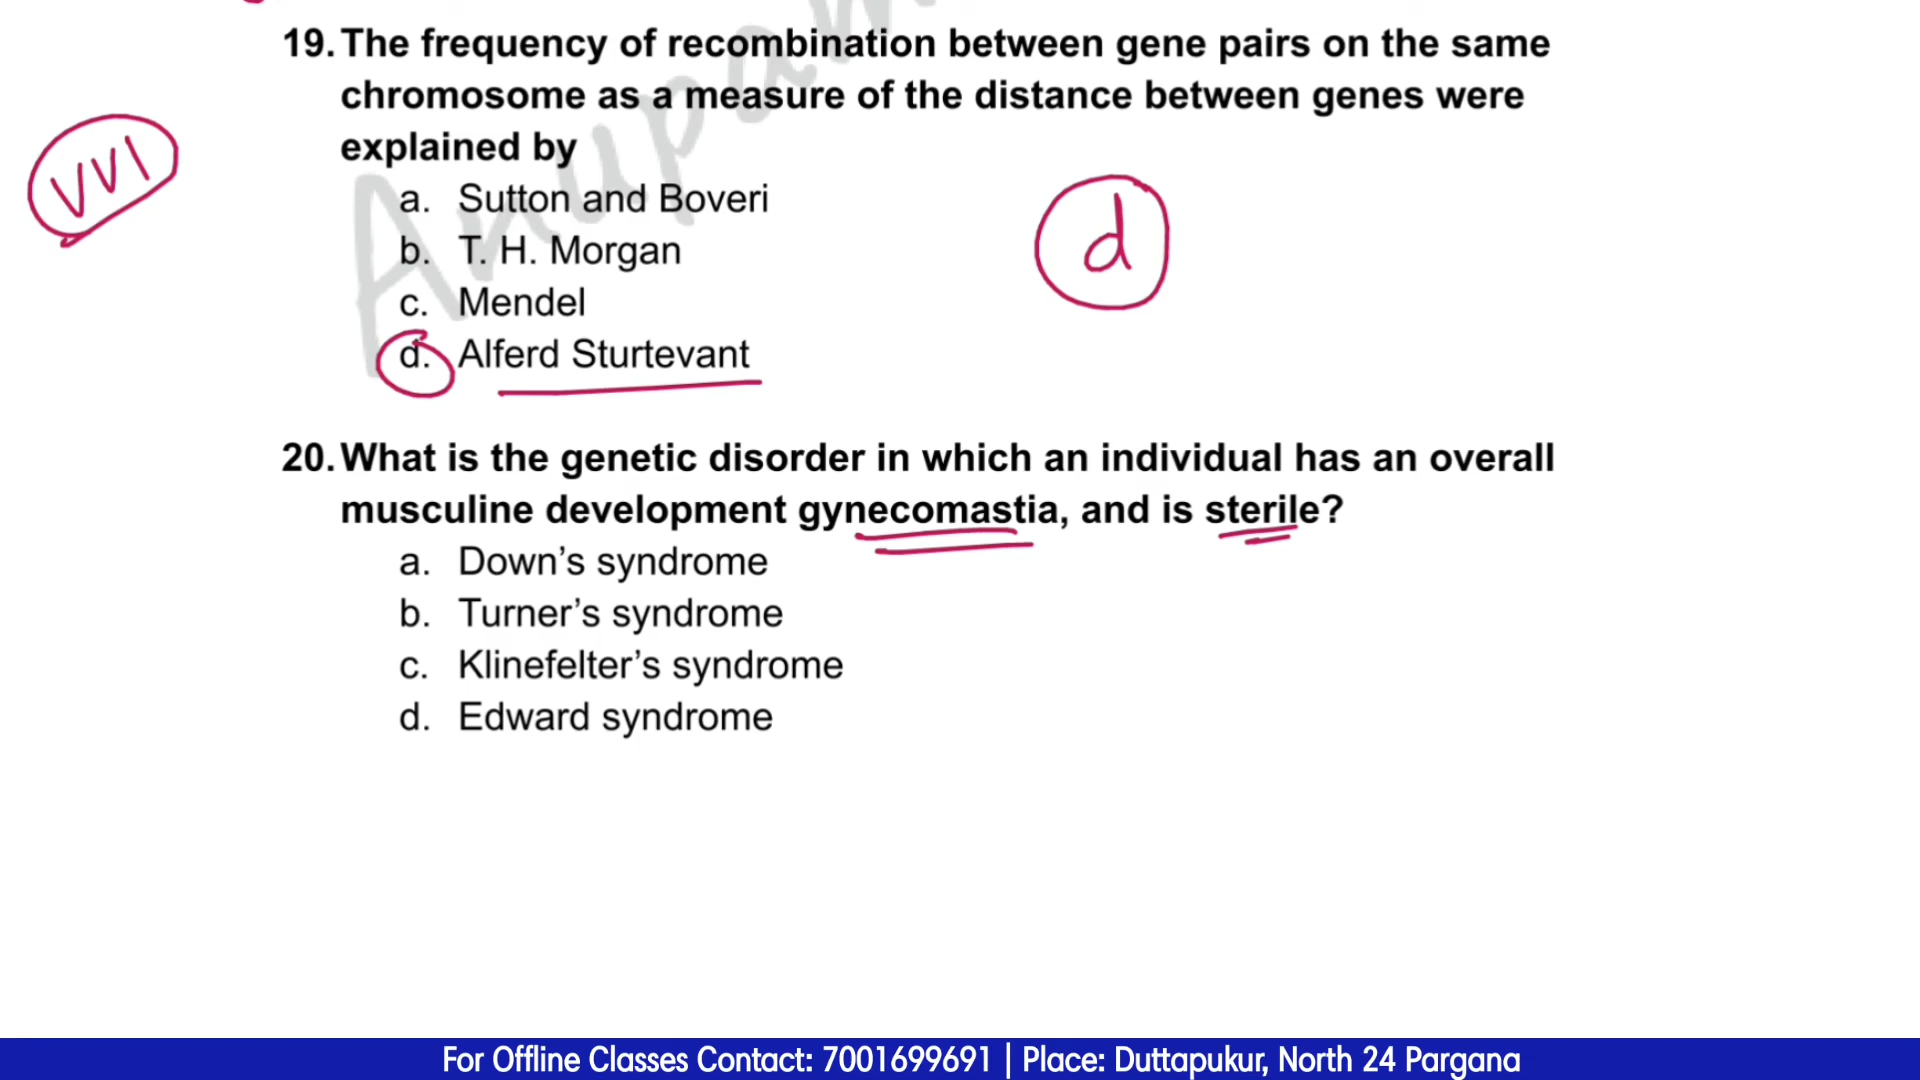 19. The frequency of recombination between gene pairs on the same
chromosome as a measure of the distance between genes were
explained by
VVI
a. Sutton and Boveri
b. T. H. Morgan
c. Mendel
d. Alferd Sturtevant
d
Anupam
20. What is the genetic disorder in which an individual has an overall
musculine development gynecomastia, and is sterile?
a. Down’s syndrome
b. Turner’s syndrome
c. Klinefelter’s syndrome
d. Edward syndrome
For Offline Classes Contact: 7001699691 | Place: Duttapukur, North 24 Pargana